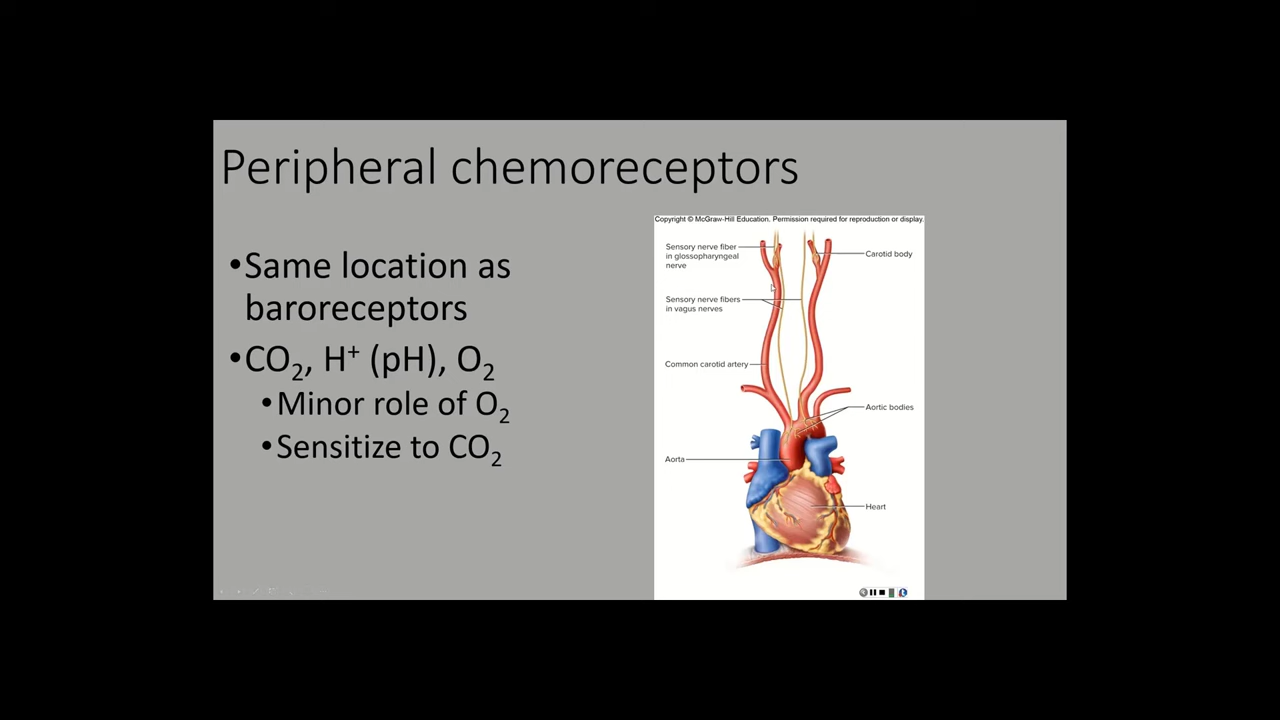 Peripheral chemoreceptors
Copyright © McGraw-Hill Education. Permission required for reproduction or display.
•Same location as
baroreceptors
•CO₂, H⁺ (pH), O₂
•Minor role of O₂
•Sensitize to CO₂
Sensory nerve fiber
in glossopharyngeal
nerve
Carotid body
Sensory nerve fibers
in vagus nerves
Common carotid artery
Aortic bodies
Aorta
Heart